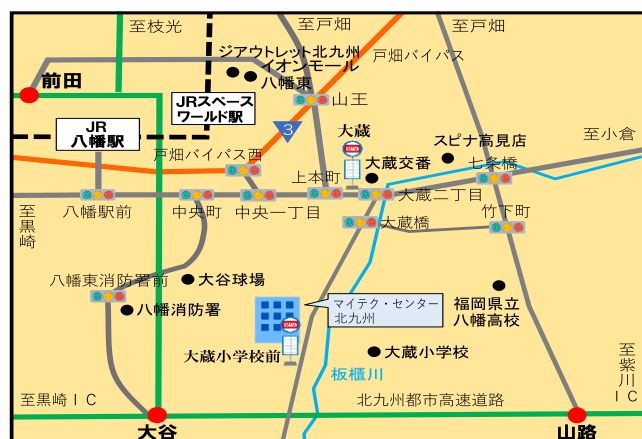 至枝光
至戸畑
至戸畑
ジアウトレット北九州
イオンモール
八幡東
戸畑バイパス
前田
JRスペース
ワールド駅
山王
3
大蔵
JR
八幡駅
スピナ高見店
至小倉
戸畑バイパス西
上本町
大蔵交番
七条橋
八幡駅前
中央町
中央一丁目
大蔵二丁目
竹下町
至黒崎
大蔵橋
八幡東消防署前
大谷球場
八幡消防署
マイテク・センター
北九州
福岡県立
八幡高校
大蔵小学校前
大蔵小学校
板櫃川
至紫川IC
至黒崎IC
北九州都市高速道路
大谷
山路